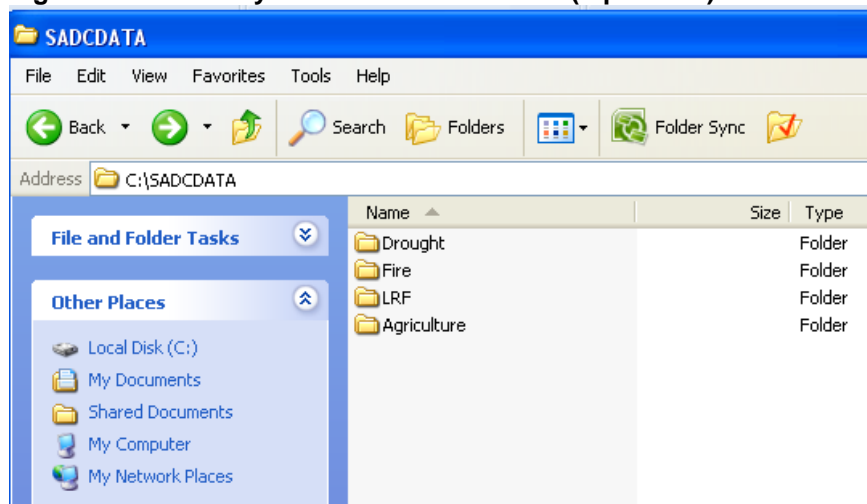 SADCDATA
File Edit View Favorites Tools Help
Back Search Folders Folder Sync
Address C:\SADCDATA
Name Size Type
File and Folder Tasks
Drought Folder
Fire Folder
LRF Folder
Agriculture Folder
Other Places
Local Disk (C:)
My Documents
Shared Documents
My Computer
My Network Places